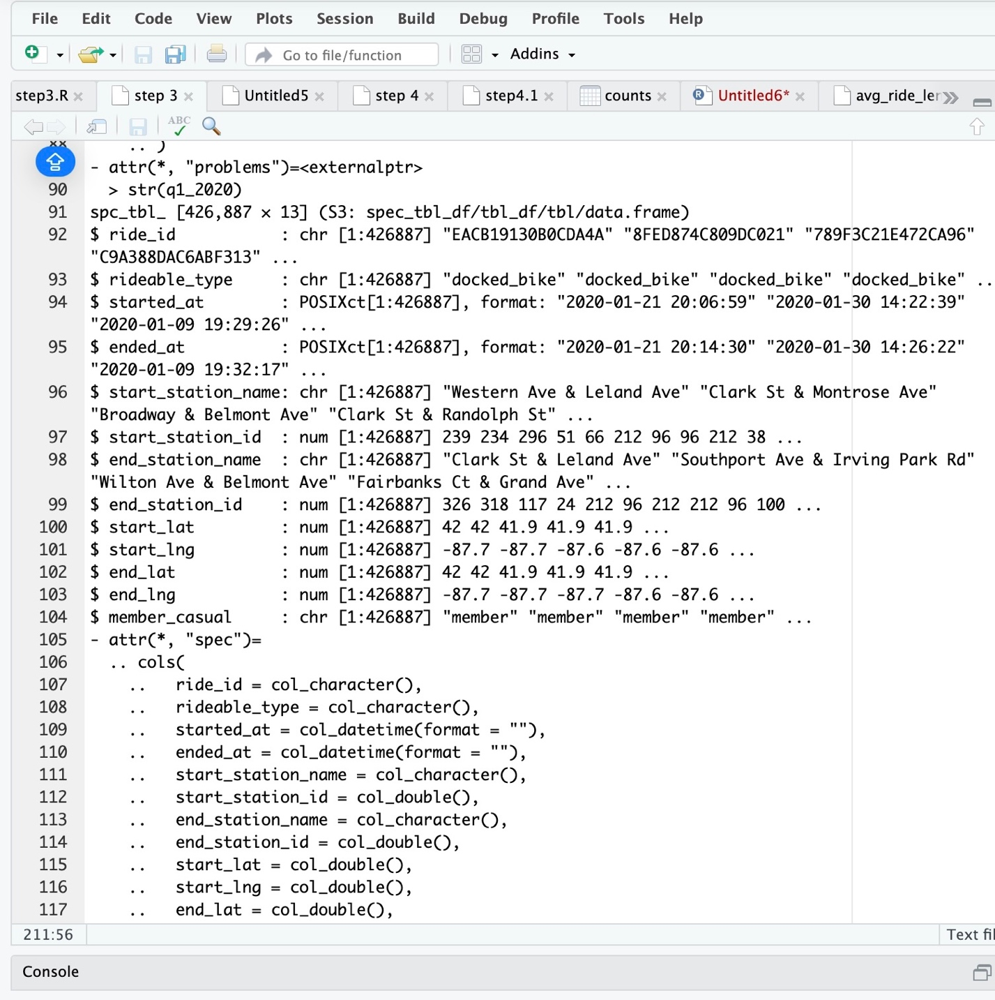 File Edit Code View Plots Session Build Debug Profile Tools Help
Go to file/function Addins
step3.R step 3 Untitled5 step 4 step4.1 counts Untitled6* avg_ride_ler
ABC
88 .. )
- attr(*, "problems")=<externalptr>
90 > str(q1_2020)
91 spc_tbl_ [426,887 × 13] (S3: spec_tbl_df/tbl_df/tbl/data.frame)
92 $ ride_id : chr [1:426887] "EACB19130B0CDA4A" "8FED874C809DC021" "789F3C21E472CA96"
"C9A388DAC6ABF313" ...
93 $ rideable_type : chr [1:426887] "docked_bike" "docked_bike" "docked_bike" "docked_bike" ..
94 $ started_at : POSIXct[1:426887], format: "2020-01-21 20:06:59" "2020-01-30 14:22:39"
"2020-01-09 19:29:26" ...
95 $ ended_at : POSIXct[1:426887], format: "2020-01-21 20:14:30" "2020-01-30 14:26:22"
"2020-01-09 19:32:17" ...
96 $ start_station_name: chr [1:426887] "Western Ave & Leland Ave" "Clark St & Montrose Ave"
"Broadway & Belmont Ave" "Clark St & Randolph St" ...
97 $ start_station_id : num [1:426887] 239 234 296 51 66 212 96 96 212 38 ...
98 $ end_station_name : chr [1:426887] "Clark St & Leland Ave" "Southport Ave & Irving Park Rd"
"Wilton Ave & Belmont Ave" "Fairbanks Ct & Grand Ave" ...
99 $ end_station_id : num [1:426887] 326 318 117 24 212 96 212 212 96 100 ...
100 $ start_lat : num [1:426887] 42 42 41.9 41.9 41.9 ...
101 $ start_lng : num [1:426887] -87.7 -87.7 -87.6 -87.6 -87.6 ...
102 $ end_lat : num [1:426887] 42 42 41.9 41.9 41.9 ...
103 $ end_lng : num [1:426887] -87.7 -87.7 -87.7 -87.6 -87.6 ...
104 $ member_casual : chr [1:426887] "member" "member" "member" "member" ...
105 - attr(*, "spec")=
106 .. cols(
107 .. ride_id = col_character(),
108 .. rideable_type = col_character(),
109 .. started_at = col_datetime(format = ""),
110 .. ended_at = col_datetime(format = ""),
111 .. start_station_name = col_character(),
112 .. start_station_id = col_double(),
113 .. end_station_name = col_character(),
114 .. end_station_id = col_double(),
115 .. start_lat = col_double(),
116 .. start_lng = col_double(),
117 .. end_lat = col_double(),
211:56 Text fil
Console